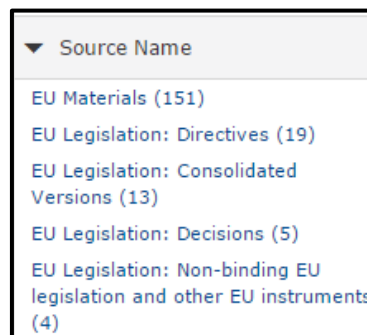 Source Name
EU Materials (151)
EU Legislation: Directives (19)
EU Legislation: Consolidated
Versions (13)
EU Legislation: Decisions (5)
EU Legislation: Non-binding EU
legislation and other EU instruments
(4)